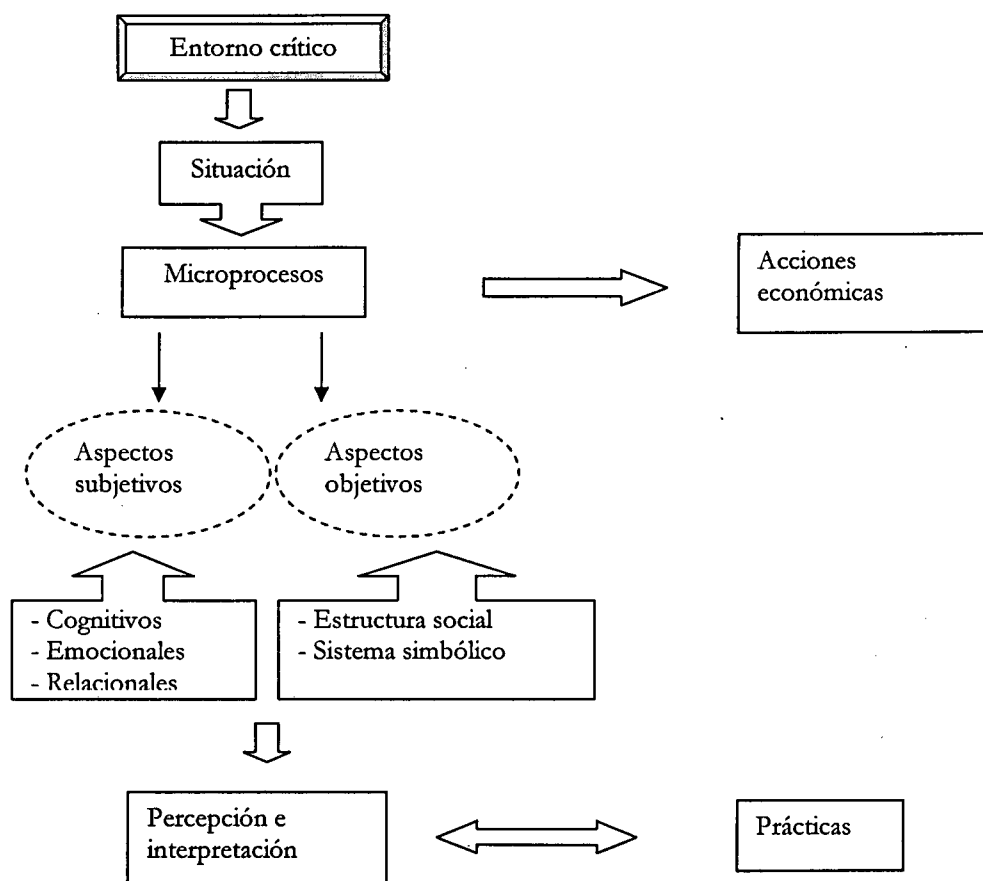 Entorno crítico
Situación
Microprocesos
Acciones
económicas
Aspectos
subjetivos
Aspectos
objetivos
- Cognitivos
- Emocionales
- Relacionales
- Estructura social
- Sistema simbólico
Percepción e
interpretación
Prácticas